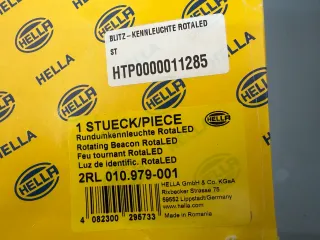 HELLA
HELLA
HELLA
HELLA
BLITZ-KENNLEUCHTE ROTALED
ST
HTP0000011285
1 STUECK/PIECE
Rundumkennleuchte RotaLED
Rotating Beacon RotaLED
Feu tournant RotaLED
Luz de identific. RotaLED
2RL 010.979-001
HELLA GmbH & Co. KGaA
Rixbecker Strasse 75
59552 Lippstadt/Germany
www.hella.com
Made in Romania
4 082300 295733